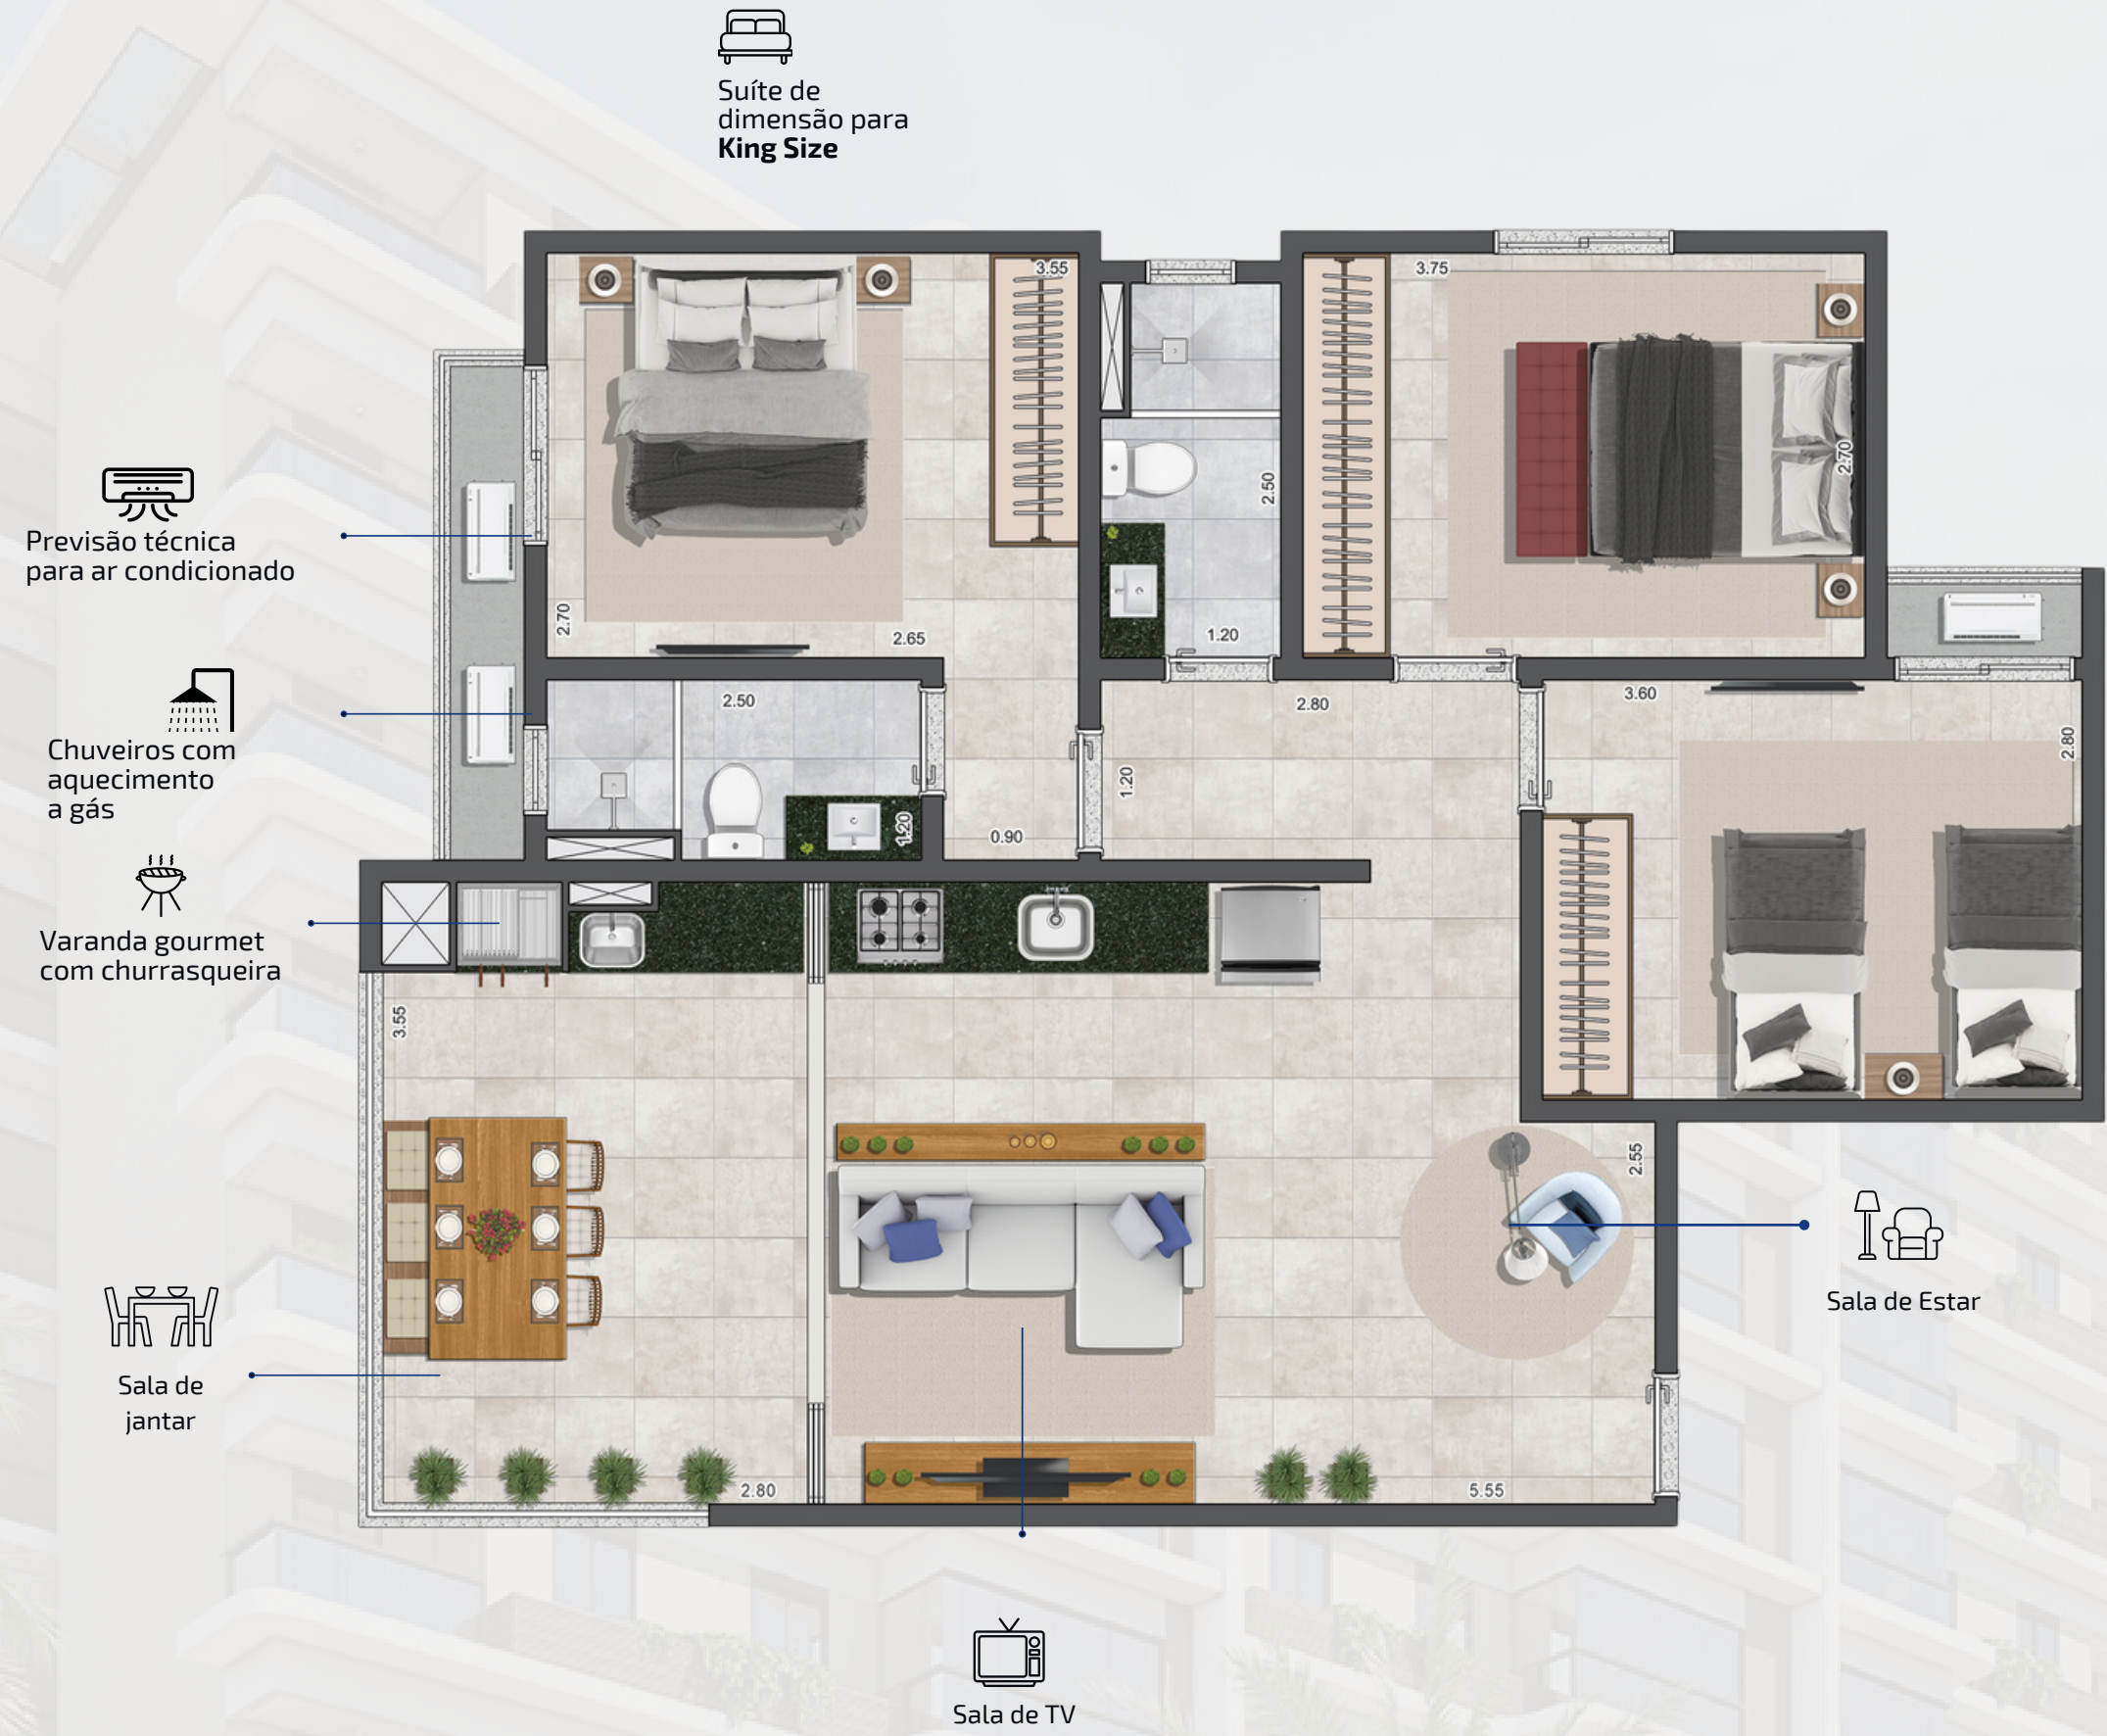 Suíte de
dimensão para
King Size
3.55
3.75
2.70
2.50
Previsão técnica
para ar condicionado
2.70
2.65
1.20
2.50
2.80
3.60
2.80
Chuveiros com
aquecimento
a gás
1.20
1.20
0.90
Varanda gourmet
com churrasqueira
3.55
2.55
Sala de Estar
Sala de
jantar
2.80
5.55
Sala de TV